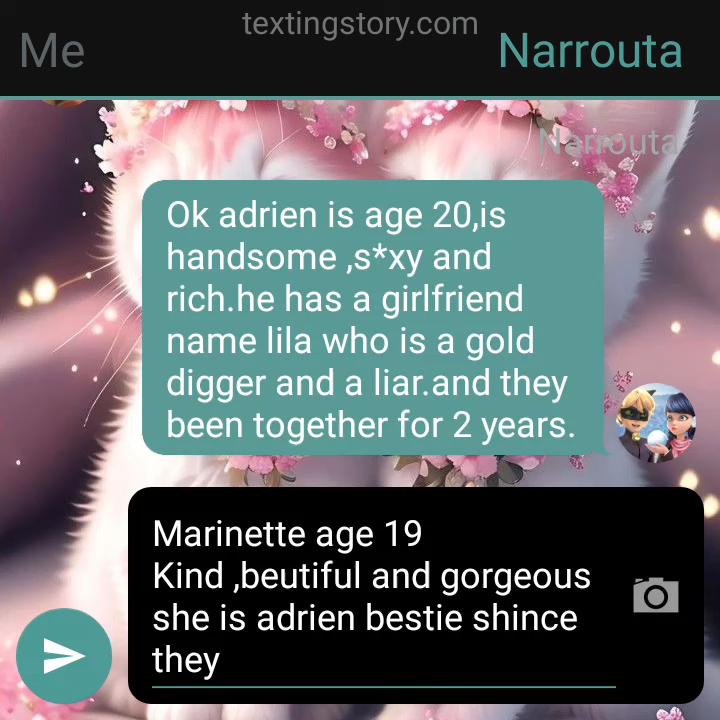 textingstory.com
Me
Narrouta
Narrouta
Ok adrien is age 20,is
handsome ,s*xy and
rich.he has a girlfriend
name lila who is a gold
digger and a liar.and they
been together for 2 years.
Marinette age 19
Kind ,beutiful and gorgeous
she is adrien bestie shince
they